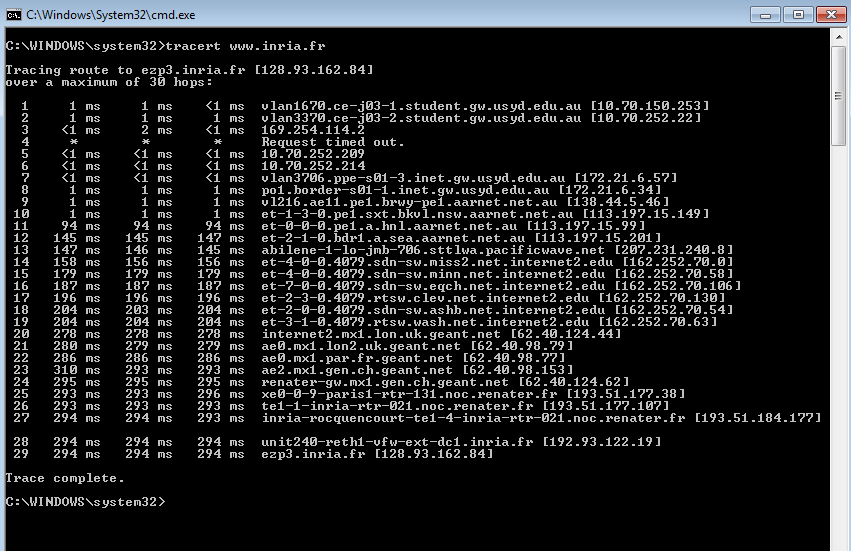 C:\Windows\System32\cmd.exe
C:\WINDOWS\system32>tracert www.inria.fr
Tracing route to ezp3.inria.fr [128.93.162.84]
over a maximum of 30 hops:
1 1 ms 1 ms <1 ms vlan1670.ce-j03-1.student.gw.usyd.edu.au [10.70.150.253]
2 1 ms 1 ms <1 ms vlan3370.ce-j03-2.student.gw.usyd.edu.au [10.70.252.22]
3 <1 ms 2 ms <1 ms 169.254.114.2
4 * * * Request timed out.
5 <1 ms <1 ms <1 ms 10.70.252.209
6 <1 ms <1 ms <1 ms 10.70.252.214
7 <1 ms <1 ms <1 ms vlan3706.ppe-s01-3.inet.gw.usyd.edu.au [172.21.6.57]
8 1 ms 1 ms 1 ms po1.border-s01-1.inet.gw.usyd.edu.au [172.21.6.34]
9 1 ms 1 ms 1 ms vl216.ae11.pe1.brwy-pe1.aarnet.net.au [138.44.5.46]
10 1 ms 1 ms 1 ms et-1-3-0.pe1.sxt.bkvl.nsw.aarnet.net.au [113.197.15.149]
11 94 ms 94 ms 94 ms et-0-0-0.pe1.a.hnl.aarnet.net.au [113.197.15.99]
12 145 ms 145 ms 147 ms et-2-1-0.bdr1.a.sea.aarnet.net.au [113.197.15.201]
13 147 ms 146 ms 145 ms abilene-1-lo-jmb-706.sttlwa.pacificwave.net [207.231.240.8]
14 158 ms 156 ms 156 ms et-4-0-0.4079.sdn-sw.miss2.net.internet2.edu [162.252.70.0]
15 179 ms 179 ms 179 ms et-4-0-0.4079.sdn-sw.minn.net.internet2.edu [162.252.70.58]
16 187 ms 187 ms 187 ms et-7-0-0.4079.sdn-sw.eqch.net.internet2.edu [162.252.70.106]
17 196 ms 196 ms 196 ms et-2-3-0.4079.rtsw.clev.net.internet2.edu [162.252.70.130]
18 204 ms 203 ms 204 ms et-2-0-0.4079.sdn-sw.ashb.net.internet2.edu [162.252.70.54]
19 204 ms 204 ms 204 ms et-3-1-0.4079.rtsw.wash.net.internet2.edu [162.252.70.63]
20 278 ms 278 ms 278 ms internet2.mx1.lon.uk.geant.net [62.40.124.44]
21 280 ms 279 ms 279 ms ae0.mx1.lon2.uk.geant.net [62.40.98.79]
22 286 ms 286 ms 286 ms ae0.mx1.par.fr.geant.net [62.40.98.77]
23 310 ms 293 ms 293 ms ae2.mx1.gen.ch.geant.net [62.40.98.153]
24 295 ms 295 ms 295 ms renater-gw.mx1.gen.ch.geant.net [62.40.124.62]
25 293 ms 293 ms 296 ms xe0-0-9-paris1-rtr-131.noc.renater.fr [193.51.177.38]
26 293 ms 293 ms 293 ms te1-1-inria-rtr-021.noc.renater.fr [193.51.177.107]
27 294 ms 294 ms 293 ms inria-rocquencourt-te1-4-inria-rtr-021.noc.renater.fr [193.51.184.177]
28 294 ms 294 ms 294 ms unit240-reth1-vfw-ext-dc1.inria.fr [192.93.122.19]
29 294 ms 294 ms 294 ms ezp3.inria.fr [128.93.162.84]
Trace complete.
C:\WINDOWS\system32>